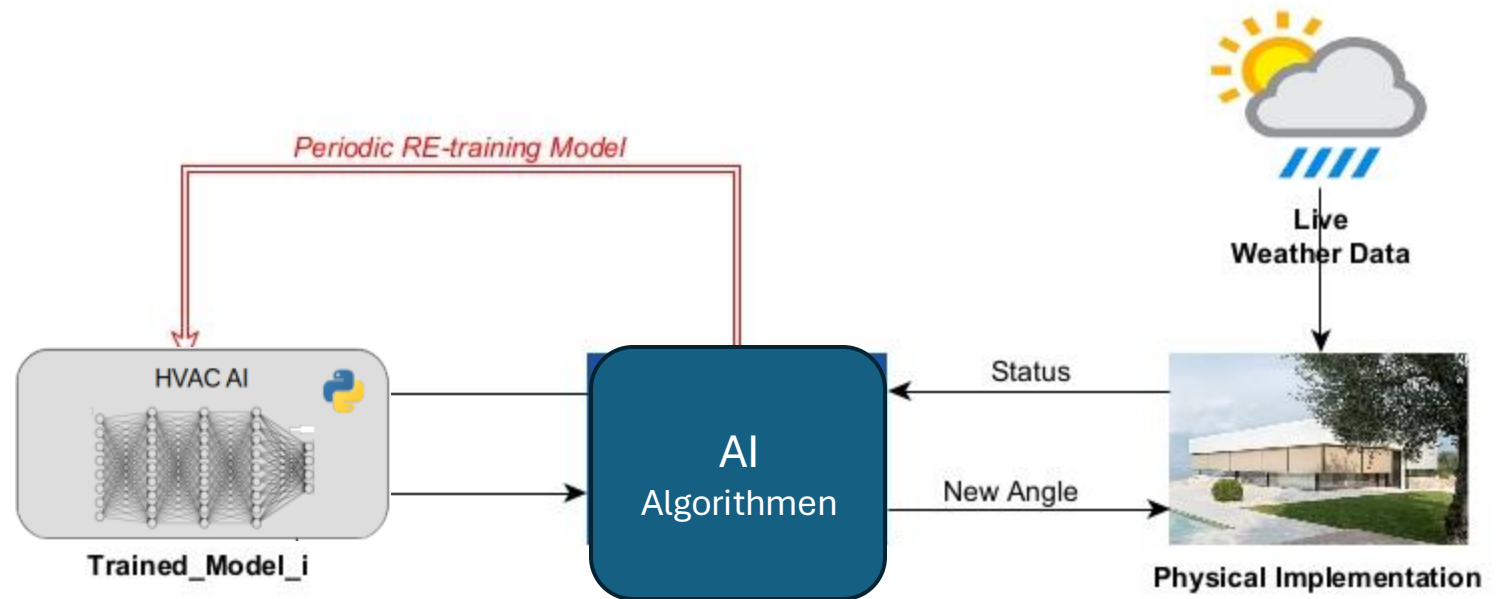 Periodic RE-training Model
Live
Weather Data
HVAC AI
Trained_Model_i
AI
Algorithmen
Status
New Angle
Physical Implementation